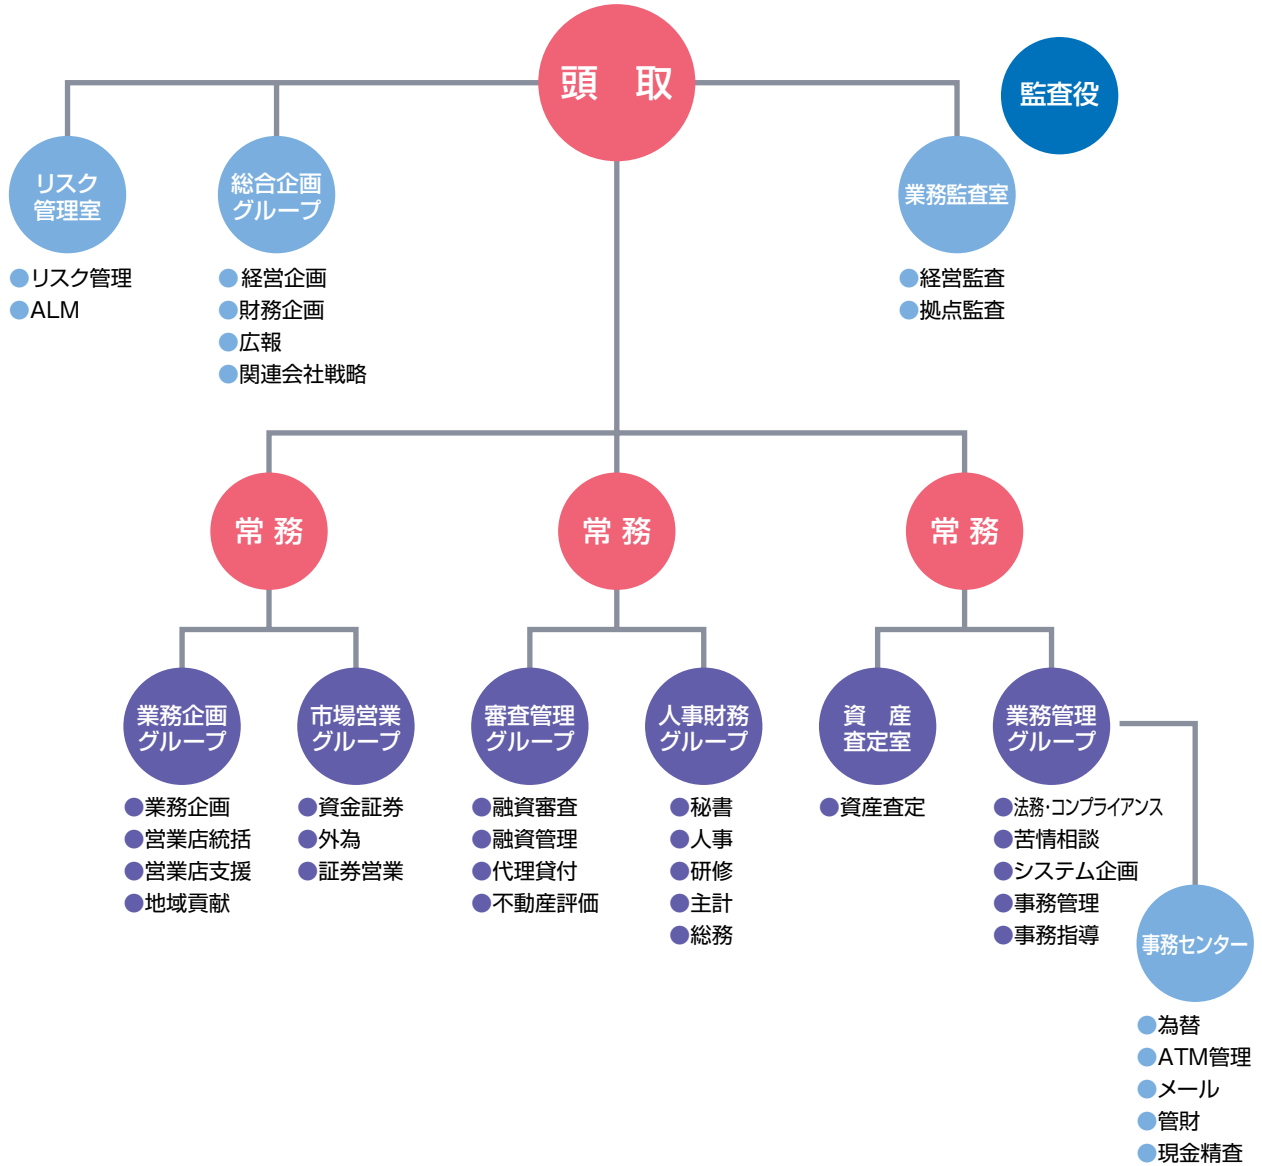 頭 取
監査役
リスク
管理室
●リスク管理
●ALM
総合企画
グループ
●経営企画
●財務企画
●広報
●関連会社戦略
業務監査室
●経営監査
●拠点監査
常 務
常 務
常 務
業務企画
グループ
●業務企画
●営業店統括
●営業店支援
●地域貢献
市場営業
グループ
●資金証券
●外為
●証券営業
審査管理
グループ
●融資審査
●融資管理
●代理貸付
●不動産評価
人事財務
グループ
●秘書
●人事
●研修
●主計
●総務
資 産
査定室
●資産査定
業務管理
グループ
●法務・コンプライアンス
●苦情相談
●システム企画
●事務管理
●事務指導
事務センター
●為替
●ATM管理
●メール
●管財
●現金精査